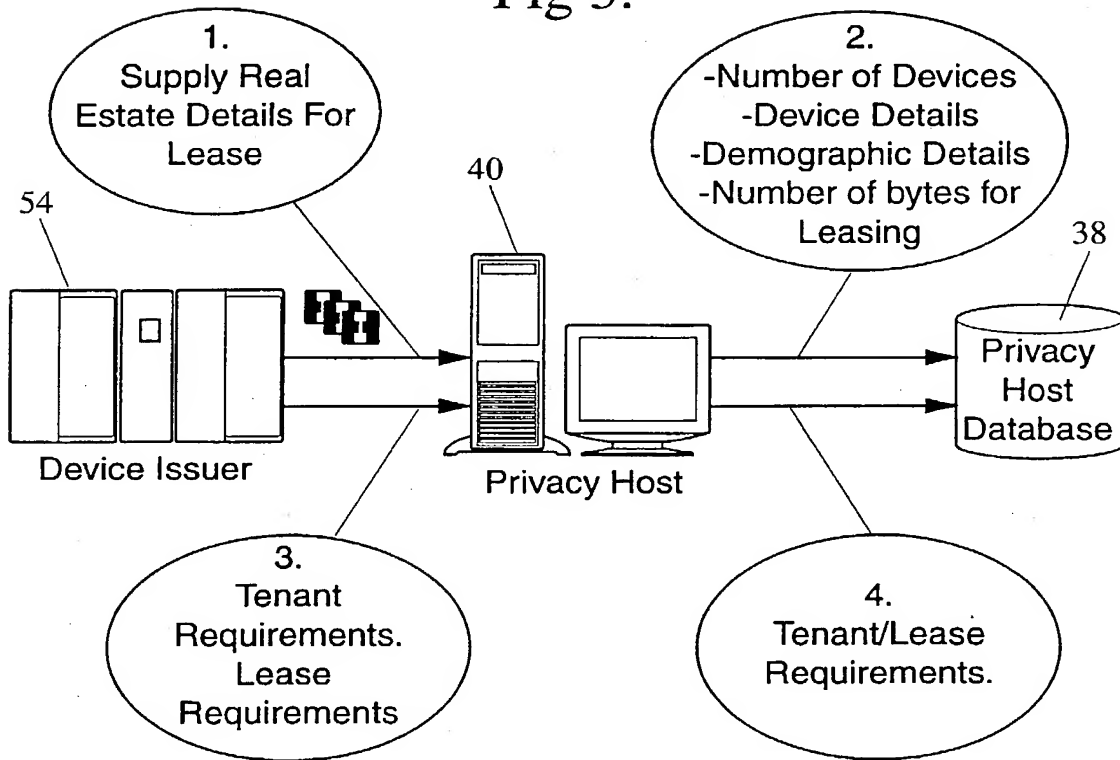 Fig
1.
Supply Real
Estate Details For
Lease
2.
-Number of Devices
-Device Details
-Demographic Details
-Number of bytes for
Leasing
54
40
38
Device Issuer
Privacy Host
Privacy
Host
Database
3.
Tenant
Requirements.
Lease
Requirements
4.
Tenant/Lease
Requirements.